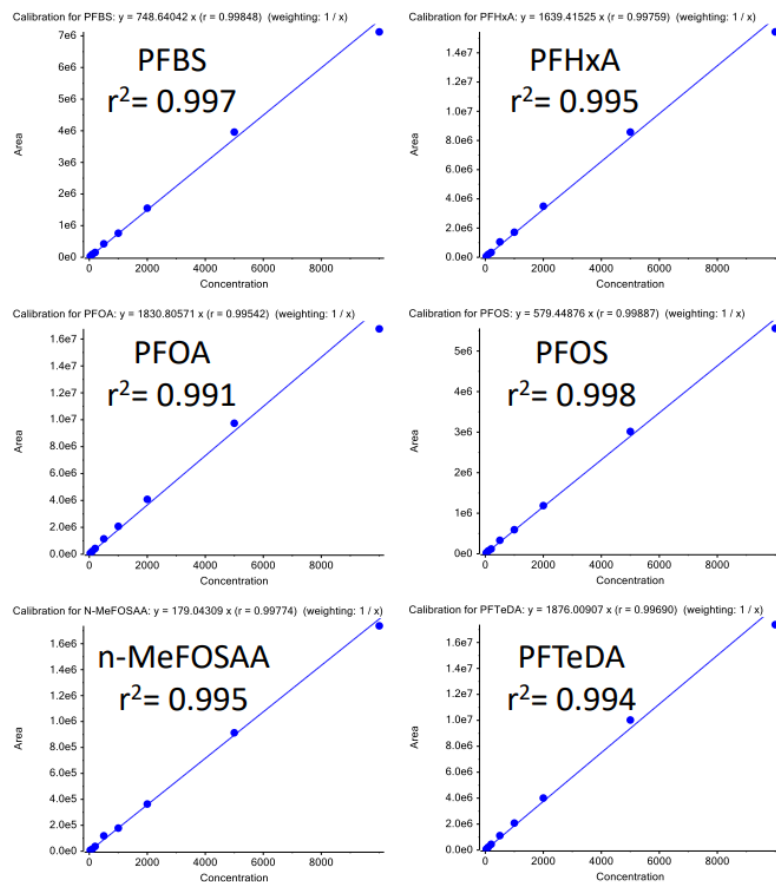 Calibration for PFBS: y = 748.64042 x (r = 0.99848) (weighting: 1 / x)
7e6
6e6
4e6
3e6
2e6
1e6
0e0
Area
PFBS
r²= 0.997
2000
4000
6000
8000
Concentration
Calibration for PFHxA: y = 1639.41525 x (r = 0.99759) (weighting: 1 / x)
1.4e7
1.2e7
1.0e7
8.0e6
6.0e6
4.0e6
2.0e6
0.0e0
Area
PFHxA
r²= 0.995
0
2000
4000
6000
8000
Concentration
Calibration for PFOA: y = 1830.80571 x (r = 0.99542) (weighting: 1 / x)
1.6e7
1.4e7
1.2e7
1.0e7
8.0e6
6.0e6
4.0e6
2.0e6
0.0e0
Area
PFOA
r²= 0.991
0
2000
4000
6000
8000
Concentration
Calibration for PFOS: y = 579.44876 x (r = 0.99887) (weighting: 1 / x)
5e6
4e6
3e6
1e6
0e0
Area
PFOS
r²= 0.998
0
2000
4000
6000
8000
Concentration
Calibration for N-MeFOSAA: y = 179.04309 x (r = 0.99774) (weighting: 1 / x)
1.6e6
1.4e6
1.2e6
1.0e6
8.0e5
6.0e5
4.0e5
2.0e5
0.0e0
Area
n-MeFOSAA
r²= 0.995
0
2000
4000
6000
8000
Concentration
Calibration for PFTeDA: y = 1876.00907 x (r = 0.99690) (weighting: 1 / x)
1.6e7
1.4e7
1.2e7
1.0e7
8.0e6
6.0e6
4.0e6
2.0e6
0.0e0
Area
PFTeDA
r²= 0.994
0
2000
4000
6000
8000
Concentration